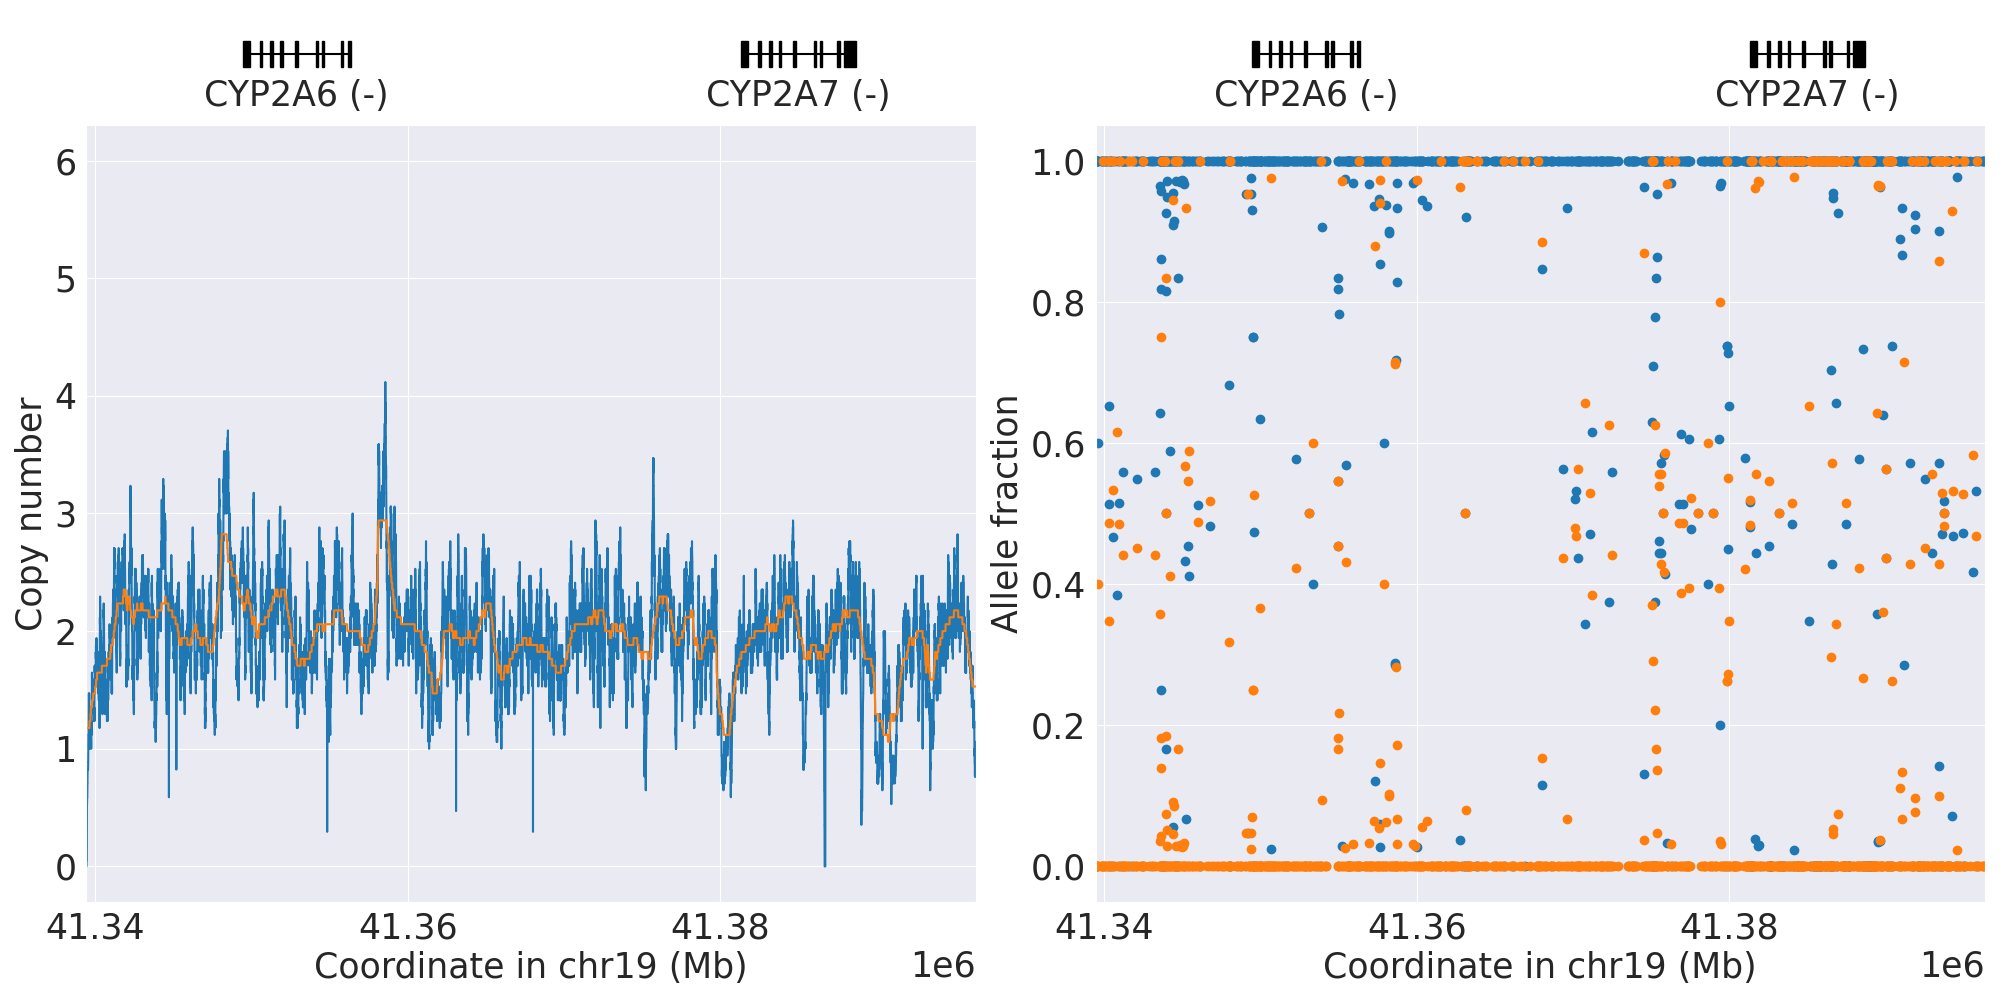 CYP2A6 (-)
CYP2A7 (-)
6
5
4
3
2
1
0
Copy number
41.34
41.36
41.38
Coordinate in chr19 (Mb)
1e6
CYP2A6 (-)
CYP2A7 (-)
1.0
0.8
0.6
0.4
0.2
0.0
Allele fraction
41.34
41.36
41.38
Coordinate in chr19 (Mb)
1e6